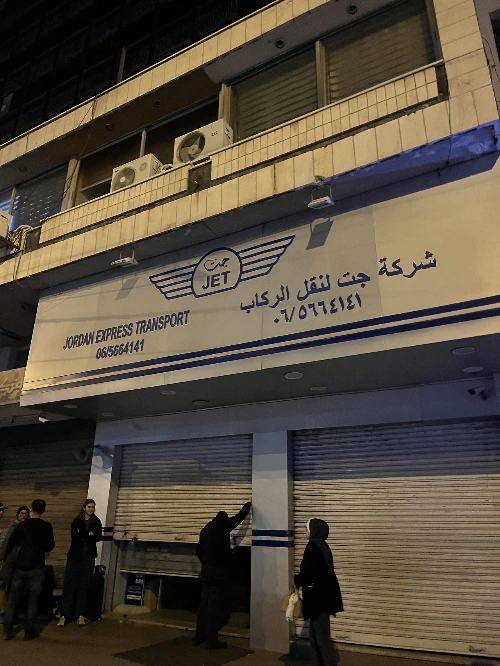 جت
JET
شركة جت لنقل الركاب
٠٦/٥٦٦٤١٤١
JORDAN EXPRESS TRANSPORT
06/5664141